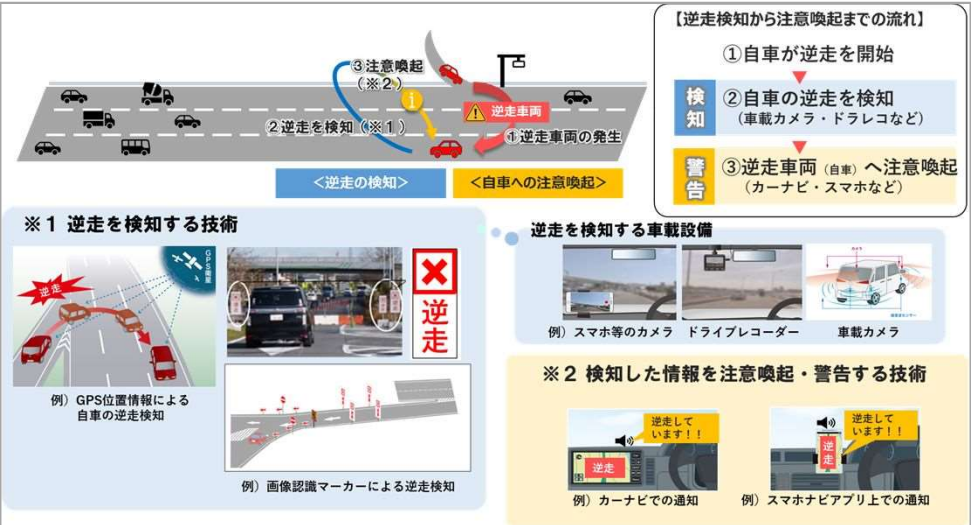 【逆走検知から注意喚起までの流れ】
①自車が逆走を開始
検知
②自車の逆走を検知
(車載カメラ・ドラレコなど)
警告
③逆走車両(自車)へ注意喚起
(カーナビ・スマホなど)
③注意喚起
(※2)
i
逆走車両
②逆走を検知(※1)
①逆走車両の発生
<逆走の検知>
<自車への注意喚起>
※1 逆走を検知する技術
GPS衛星
逆走
例)GPS位置情報による
自車の逆走検知
逆走
例)画像認識マーカーによる逆走検知
逆走を検知する車載設備
カメラ
例)スマホ等のカメラ
ドライブレコーダー
車載カメラ
※2 検知した情報を注意喚起・警告する技術
逆走して
います!!
逆走
例)カーナビでの通知
逆走して
います!!
逆走
例)スマホナビアプリ上での通知